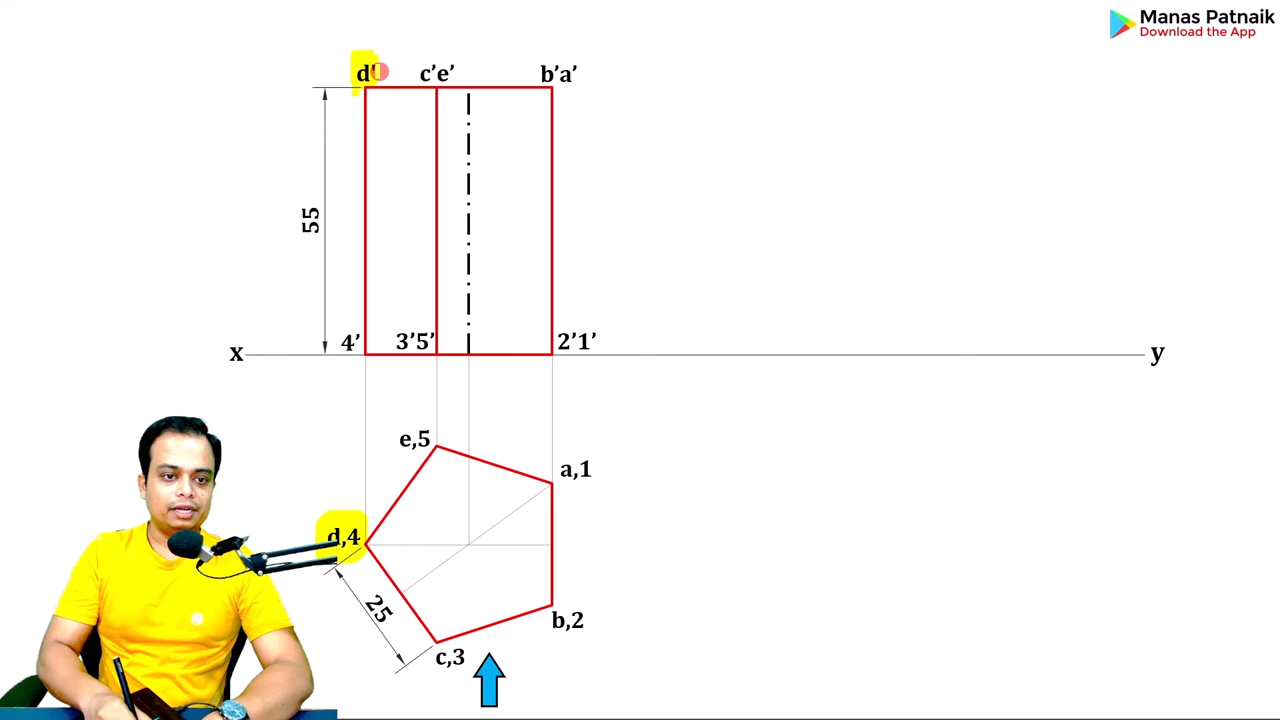 Manas Patnaik
Download the App
d' c’e’ b’a’
55
4’ 3’5’ 2’1’
x y
e,5
a,1
d,4
25
b,2
c,3